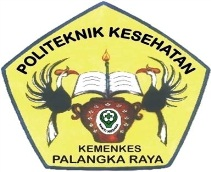 POLITEKNIK KESEHATAN
KEMENKES
PALANGKA RAYA